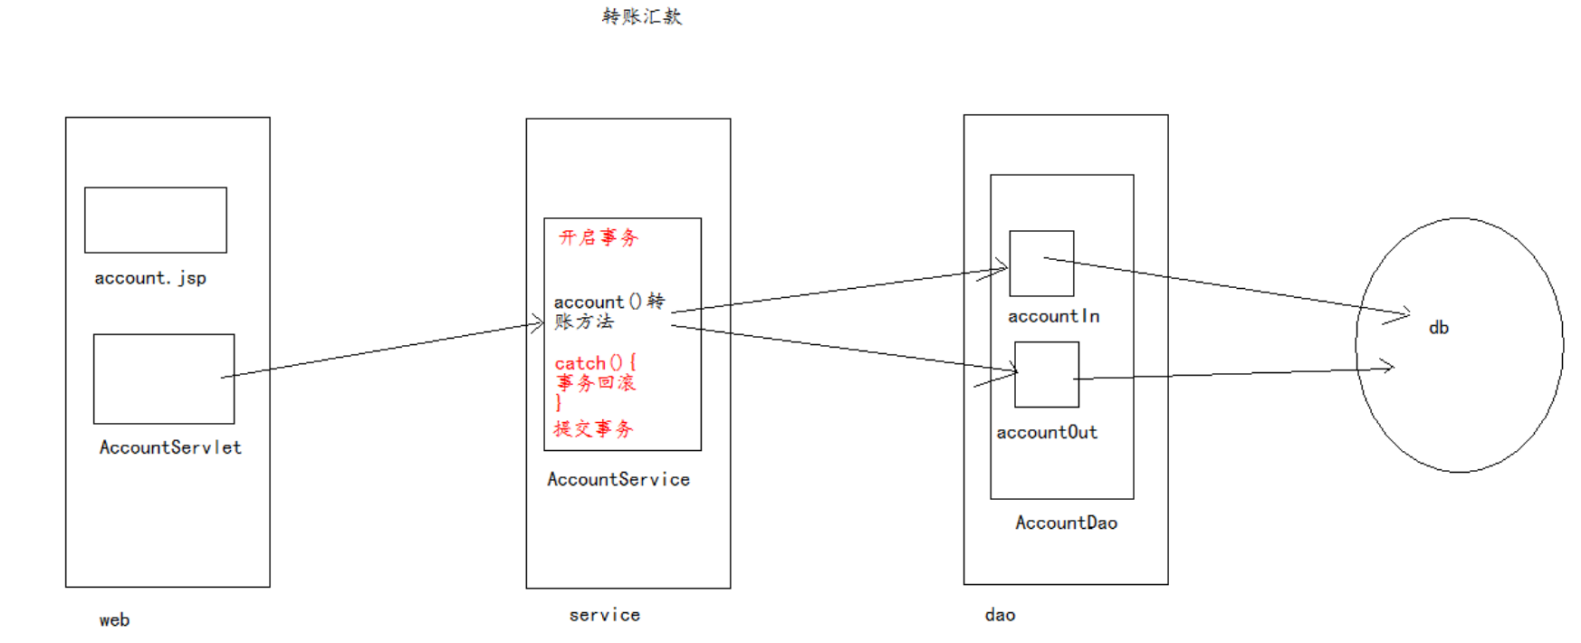 转账汇款
account.jsp
AccountServlet
web
开启事务
account()转
账方法
catch(){
事务回滚
}
提交事务
AccountService
service
accountIn
accountOut
AccountDao
dao
db